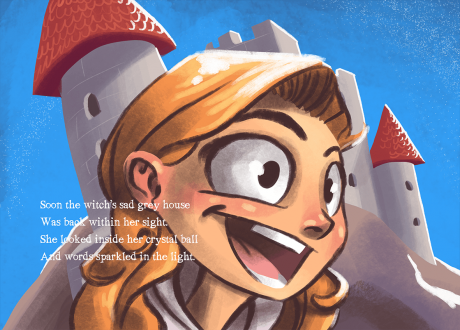 Soon the witch's sad grey house
Was back within her sight.
She looked inside her crystal ball
And words sparkled in the light.